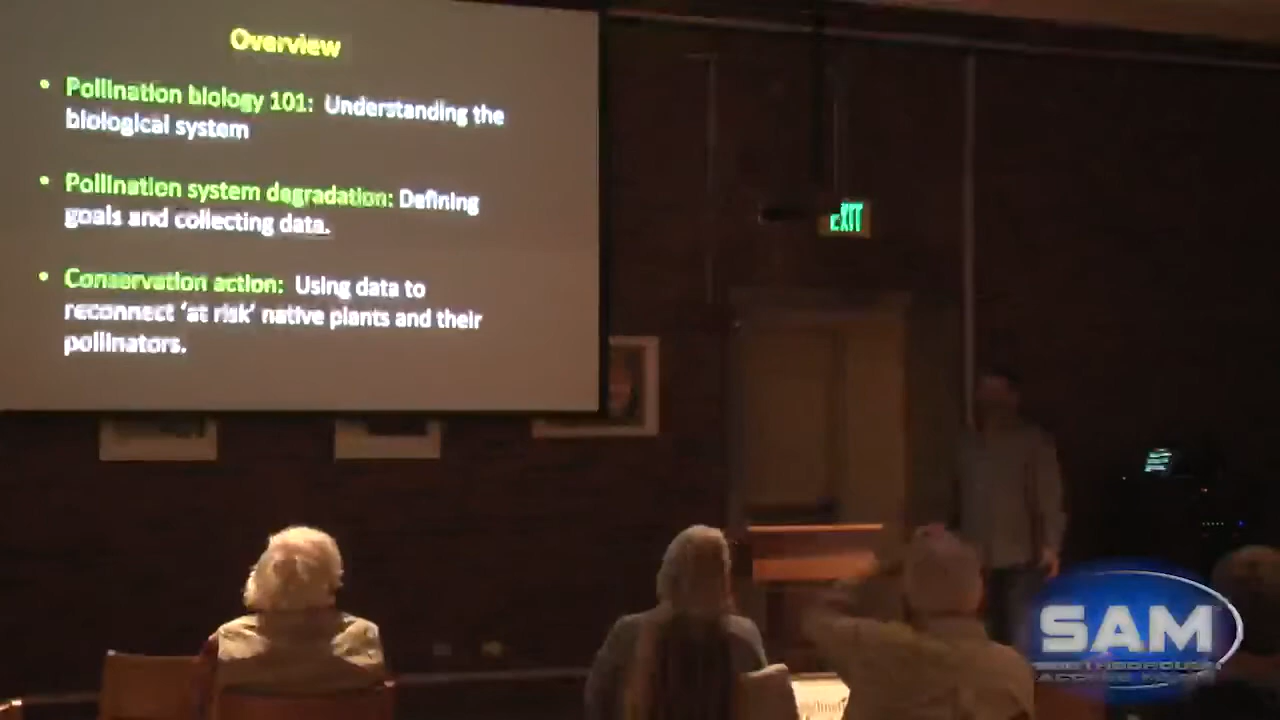 Overview
• Pollination biology 101: Understanding the
biological system
• Pollination system degradation: Defining
goals and collecting data.
• Conservation action: Using data to
reconnect ‘at risk’ native plants and their
pollinators.
EXIT
SAM